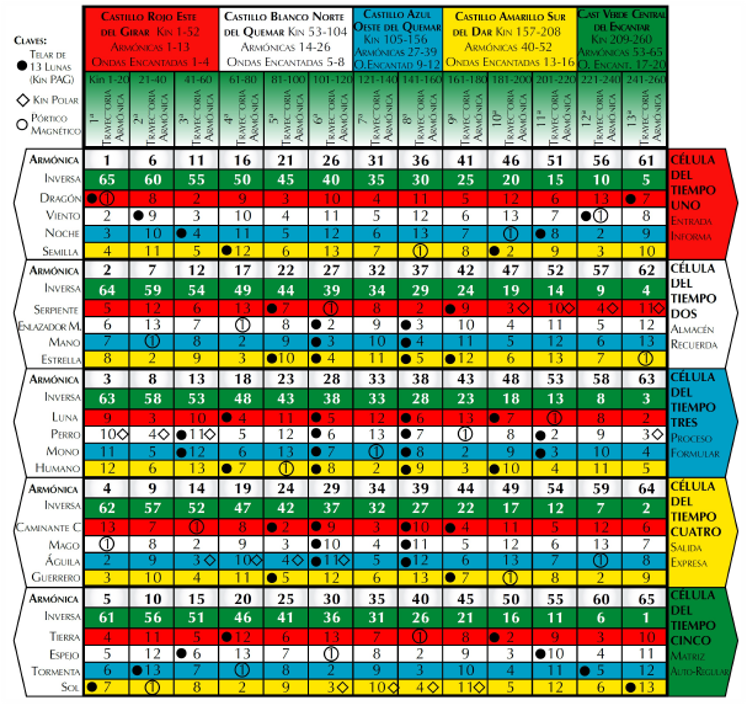 Claves:
Telar de
13 Lunas
(Kin PAG)
Kin Polar
Pórtico
Magnético
Castillo Rojo Este
del Girar Kin 1-52
Armónicas 1-13
Ondas Encantadas 1-4
Castillo Blanco Norte
del Quemar Kin 53-104
Armónicas 14-26
Ondas Encantadas 5-8
Castillo Azul
Oeste del Quemar
Kin 105-156
Armónicas 27-39
O.Encantad 9-12
Castillo Amarillo Sur
del Dar Kin 157-208
Armónicas 40-52
Ondas Encantadas 13-16
Cast Verde Central
del Encantar
Kin 209-260
Armónicas 53-65
O. Encant. 17-20
Kin 1-20 21-40 41-60 61-80 81-100 101-120 121-140 141-160 161-180 181-200 201-220 221-240 241-260
1ª Trayectoria Armónica
2ª Trayectoria Armónica
3ª Trayectoria Armónica
4ª Trayectoria Armónica
5ª Trayectoria Armónica
6ª Trayectoria Armónica
7ª Trayectoria Armónica
8ª Trayectoria Armónica
9ª Trayectoria Armónica
10ª Trayectoria Armónica
11ª Trayectoria Armónica
12ª Trayectoria Armónica
13ª Trayectoria Armónica
Armónica 1 6 11 16 21 26 31 36 41 46 51 56 61
Inversa 65 60 55 50 45 40 35 30 25 20 15 10 5
Dragón 1 8 2 9 3 10 4 11 5 12 6 13 7
Viento 2 9 3 10 4 11 5 12 6 13 7 1 8
Noche 3 10 4 11 5 12 6 13 7 1 8 2 9
Semilla 4 11 5 12 6 13 7 1 8 2 9 3 10
Célula
del
Tiempo
Uno
Entrada
Informa
Armónica 2 7 12 17 22 27 32 37 42 47 52 57 62
Inversa 64 59 54 49 44 39 34 29 24 19 14 9 4
Serpiente 5 12 6 13 7 1 8 2 9 3 10 4 11
Enlazador M. 6 13 7 1 8 2 9 3 10 4 11 5 12
Mano 7 1 8 2 9 3 10 4 11 5 12 6 13
Estrella 8 2 9 3 10 4 11 5 12 6 13 7 1
Célula
del
Tiempo
Dos
Almacén
Recuerda
Armónica 3 8 13 18 23 28 33 38 43 48 53 58 63
Inversa 63 58 53 48 43 38 33 28 23 18 13 8 3
Luna 9 3 10 4 11 5 12 6 13 7 1 8 2
Perro 10 4 11 5 12 6 13 7 1 8 2 9 3
Mono 11 5 12 6 13 7 1 8 2 9 3 10 4
Humano 12 6 13 7 1 8 2 9 3 10 4 11 5
Célula
del
Tiempo
Tres
Proceso
Formular
Armónica 4 9 14 19 24 29 34 39 44 49 54 59 64
Inversa 62 57 52 47 42 37 32 27 22 17 12 7 2
Caminante C 13 7 1 8 2 9 3 10 4 11 5 12 6
Mago 1 8 2 9 3 10 4 11 5 12 6 13 7
Águila 2 9 3 10 4 11 5 12 6 13 7 1 8
Guerrero 3 10 4 11 5 12 6 13 7 1 8 2 9
Célula
del
Tiempo
Cuatro
Salida
Expresa
Armónica 5 10 15 20 25 30 35 40 45 50 55 60 65
Inversa 61 56 51 46 41 36 31 26 21 16 11 6 1
Tierra 4 11 5 12 6 13 7 1 8 2 9 3 10
Espejo 5 12 6 13 7 1 8 2 9 3 10 4 11
Tormenta 6 13 7 1 8 2 9 3 10 4 11 5 12
Sol 7 1 8 2 9 3 10 4 11 5 12 6 13
Célula
del
Tiempo
Cinco
Matriz
Auto-Regular